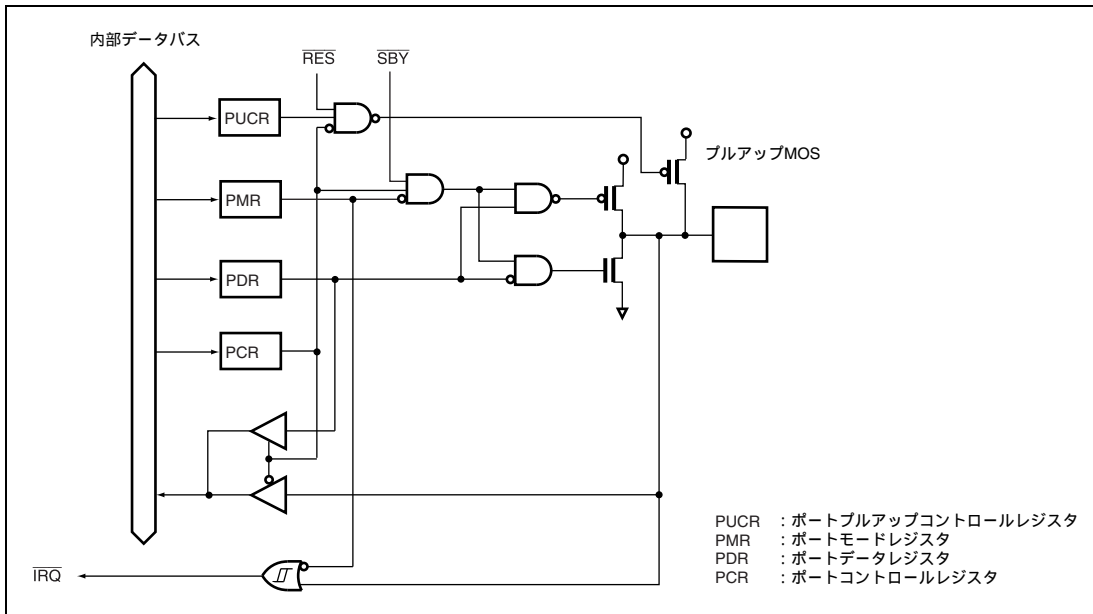 内部データバス
RES
SBY
PUCR
プルアップMOS
PMR
PDR
PCR
IRQ
PUCR :ポートプルアップコントロールレジスタ
PMR :ポートモードレジスタ
PDR :ポートデータレジスタ
PCR :ポートコントロールレジスタ